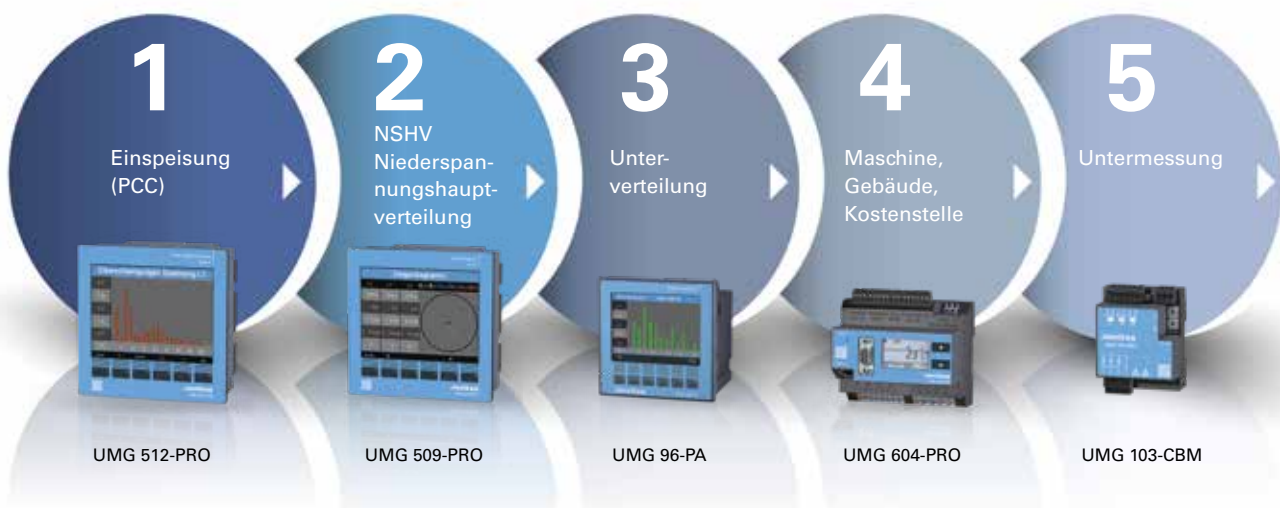 1
Einspeisung
(PCC)
2
NSHV
Niederspan-
nungshaupt-
verteilung
3
Unter-
verteilung
4
Maschine,
Gebäude,
Kostenstelle
5
Untermessung
UMG 512-PRO
UMG 509-PRO
UMG 96-PA
UMG 604-PRO
UMG 103-CBM